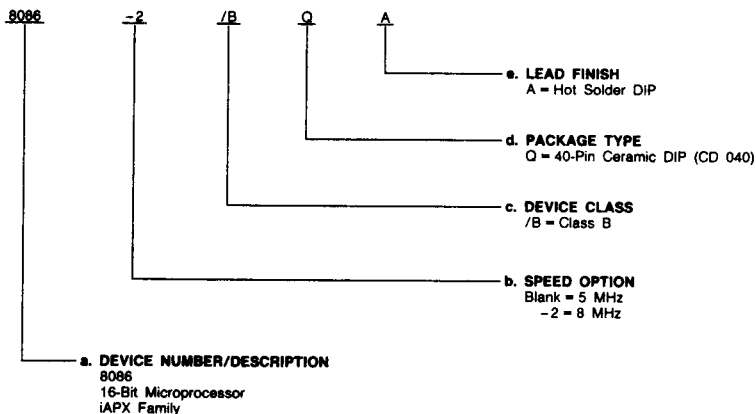 8086 -2 /B Q A
e. LEAD FINISH
A = Hot Solder DIP
d. PACKAGE TYPE
Q = 40-Pin Ceramic DIP (CD 040)
c. DEVICE CLASS
/B = Class B
b. SPEED OPTION
Blank = 5 MHz
-2 = 8 MHz
a. DEVICE NUMBER/DESCRIPTION
8086
16-Bit Microprocessor
iAPX Family